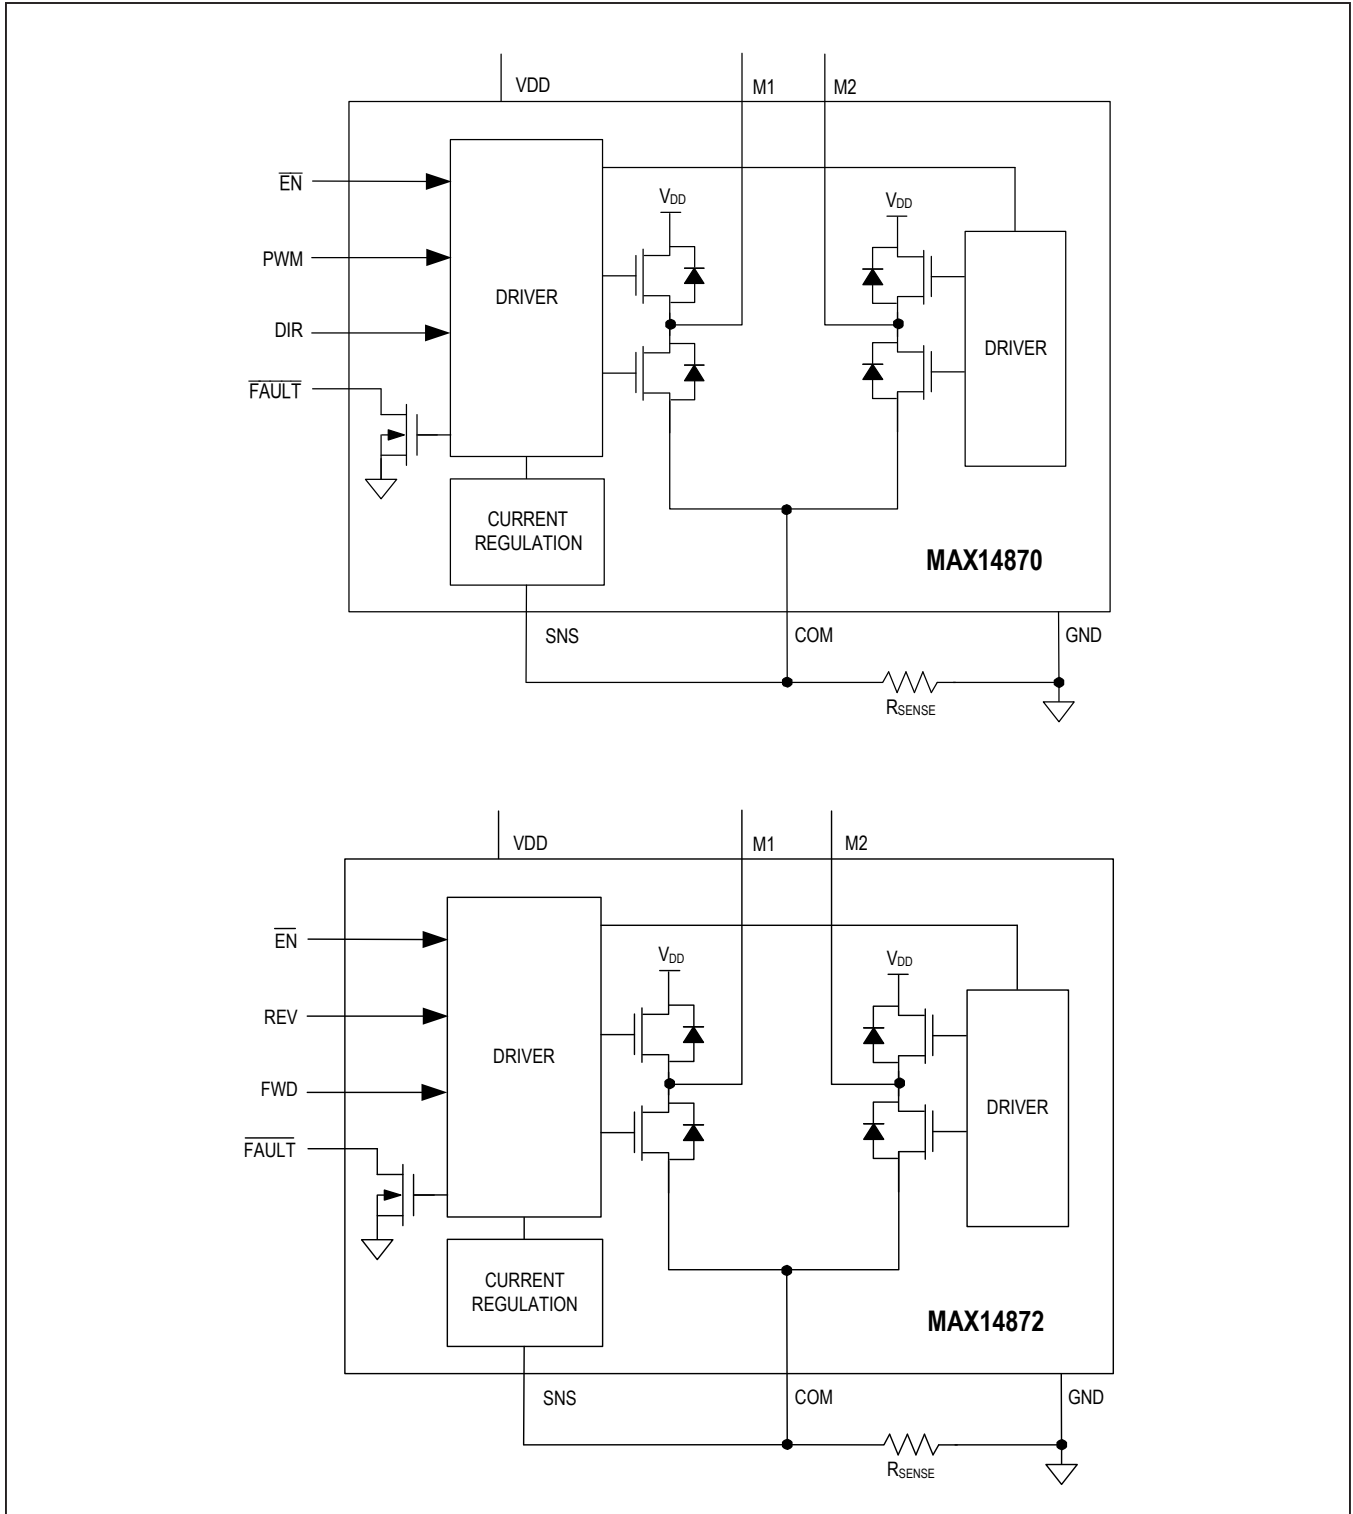 VDD
M1
M2
EN
VDD
VDD
PWM
DRIVER
DIR
DRIVER
FAULT
CURRENT
REGULATION
MAX14870
SNS
COM
GND
RSENSE
VDD
M1
M2
EN
VDD
VDD
REV
DRIVER
FWD
DRIVER
FAULT
CURRENT
REGULATION
MAX14872
SNS
COM
GND
RSENSE